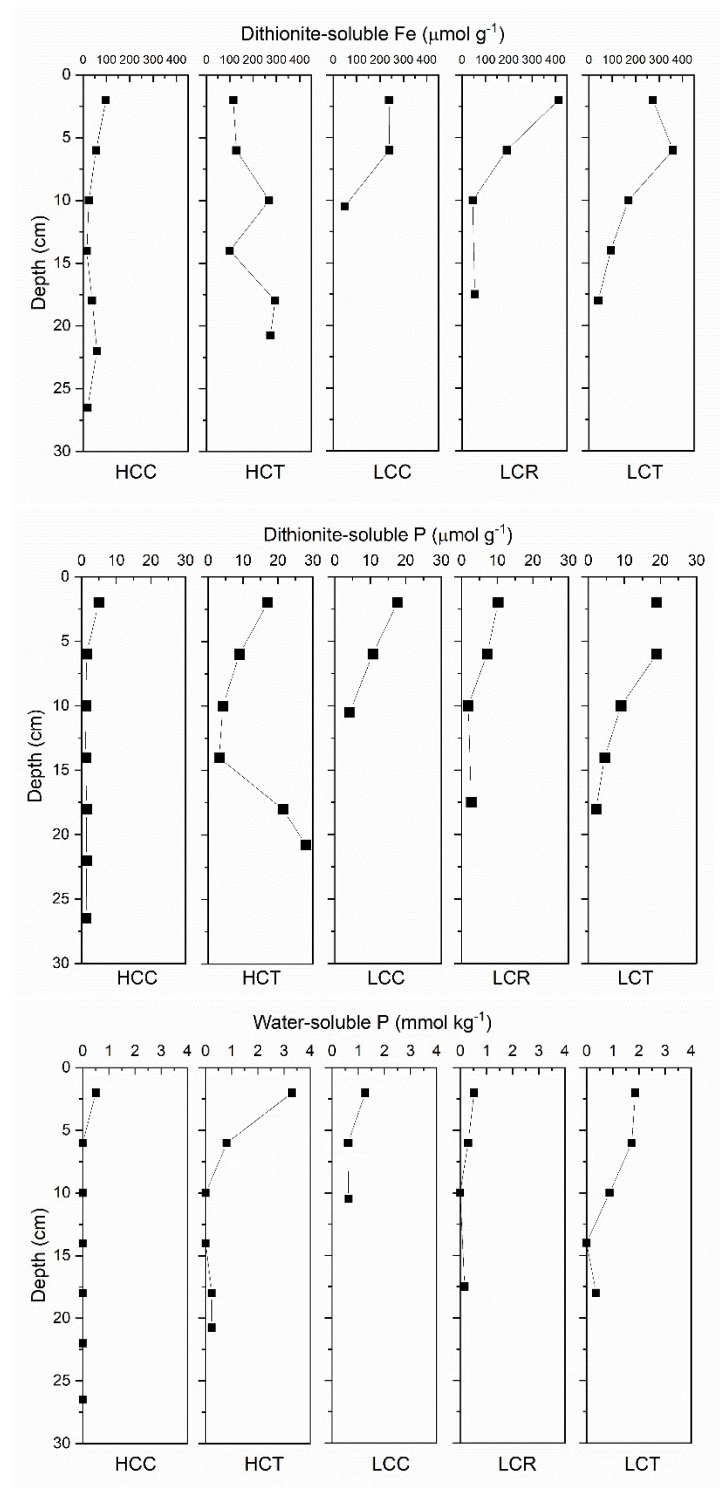 Dithionite-soluble Fe (μmol g⁻¹)
0 100 200 300 400 0 100 200 300 400 0 100 200 300 400 0 100 200 300 400 0 100 200 300 400
0
5
10
15
20
25
30
Depth (cm)
HCC HCT LCC LCR LCT
Dithionite-soluble P (μmol g⁻¹)
0 10 20 30 0 10 20 30 0 10 20 30 0 10 20 30 0 10 20 30
0
5
10
15
20
25
30
Depth (cm)
HCC HCT LCC LCR LCT
Water-soluble P (mmol kg⁻¹)
0 1 2 3 4 0 1 2 3 4 0 1 2 3 4 0 1 2 3 4 0 1 2 3 4
0
5
10
15
20
25
30
Depth (cm)
HCC HCT LCC LCR LCT